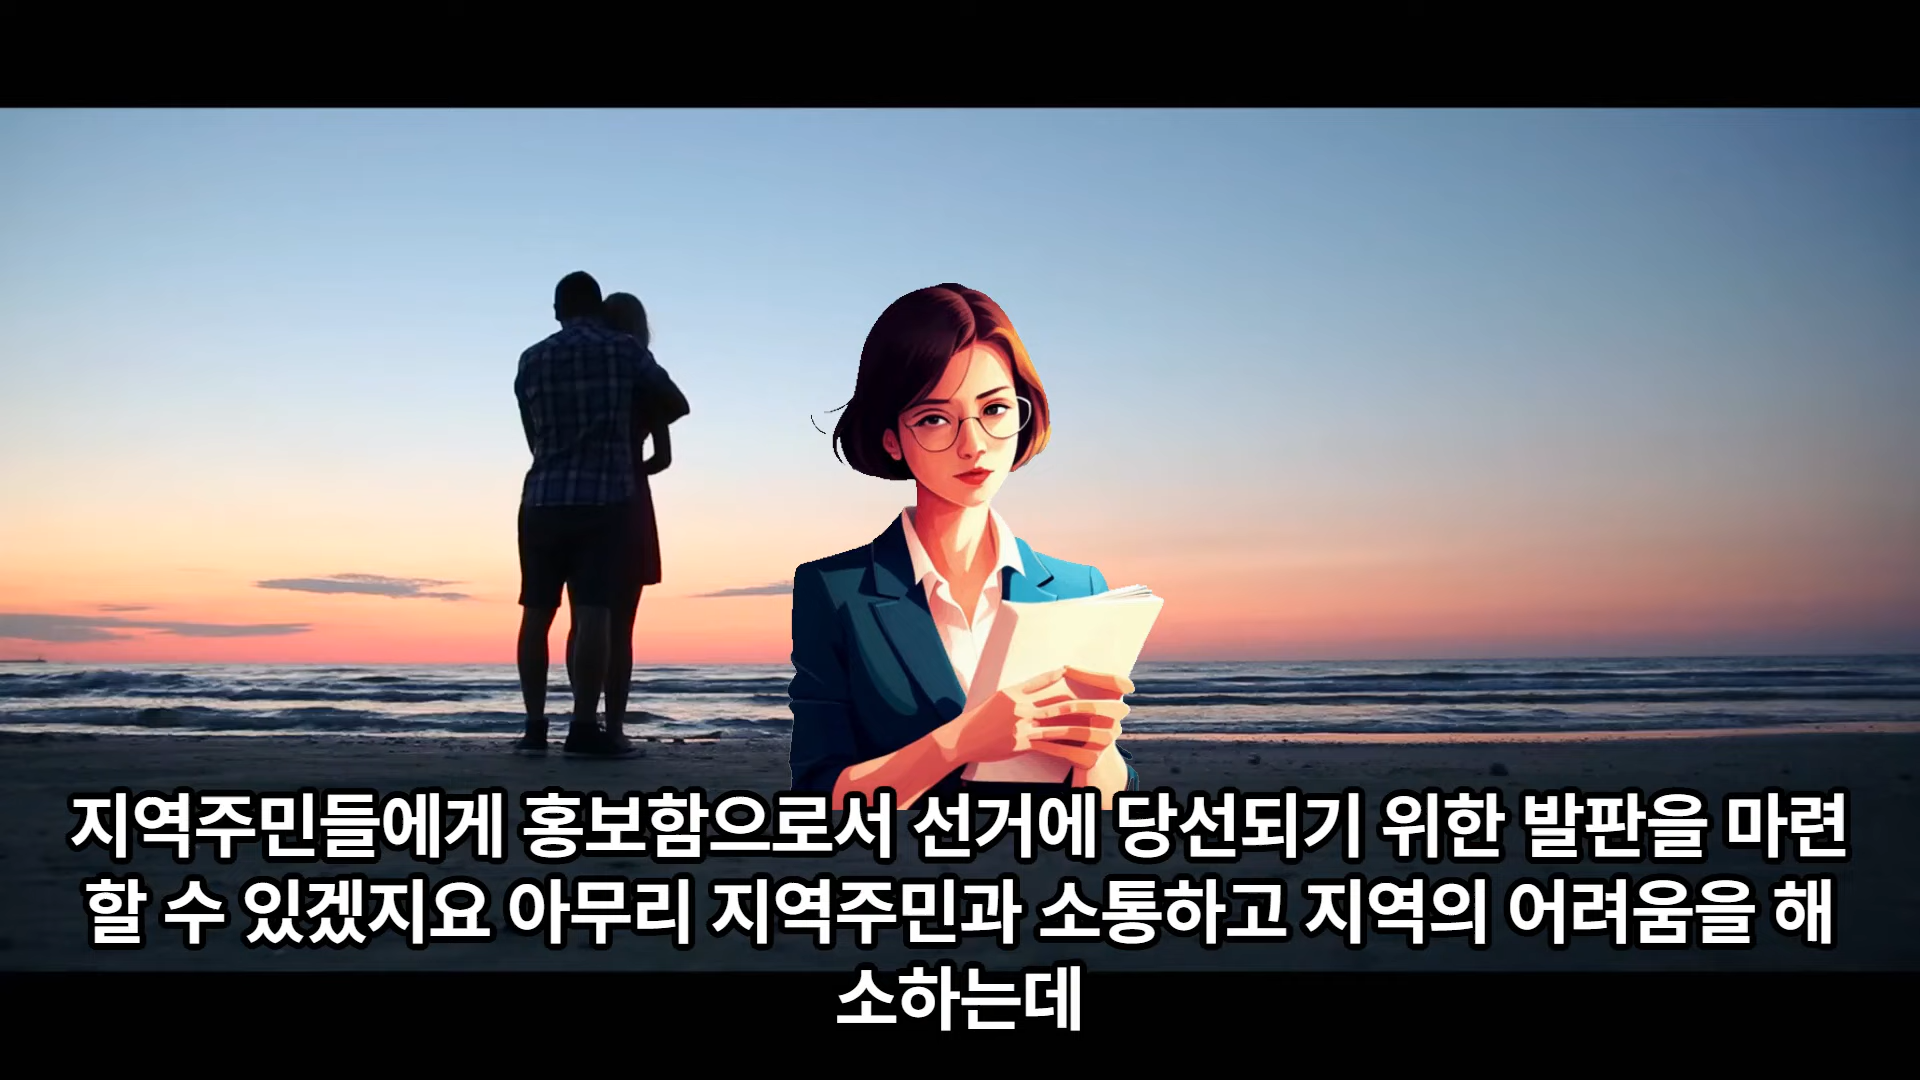 지역주민들에게 홍보함으로서 선거에 당선되기 위한 발판을 마련
할 수 있겠지요 아무리 지역주민과 소통하고 지역의 어려움을 해
소하는데